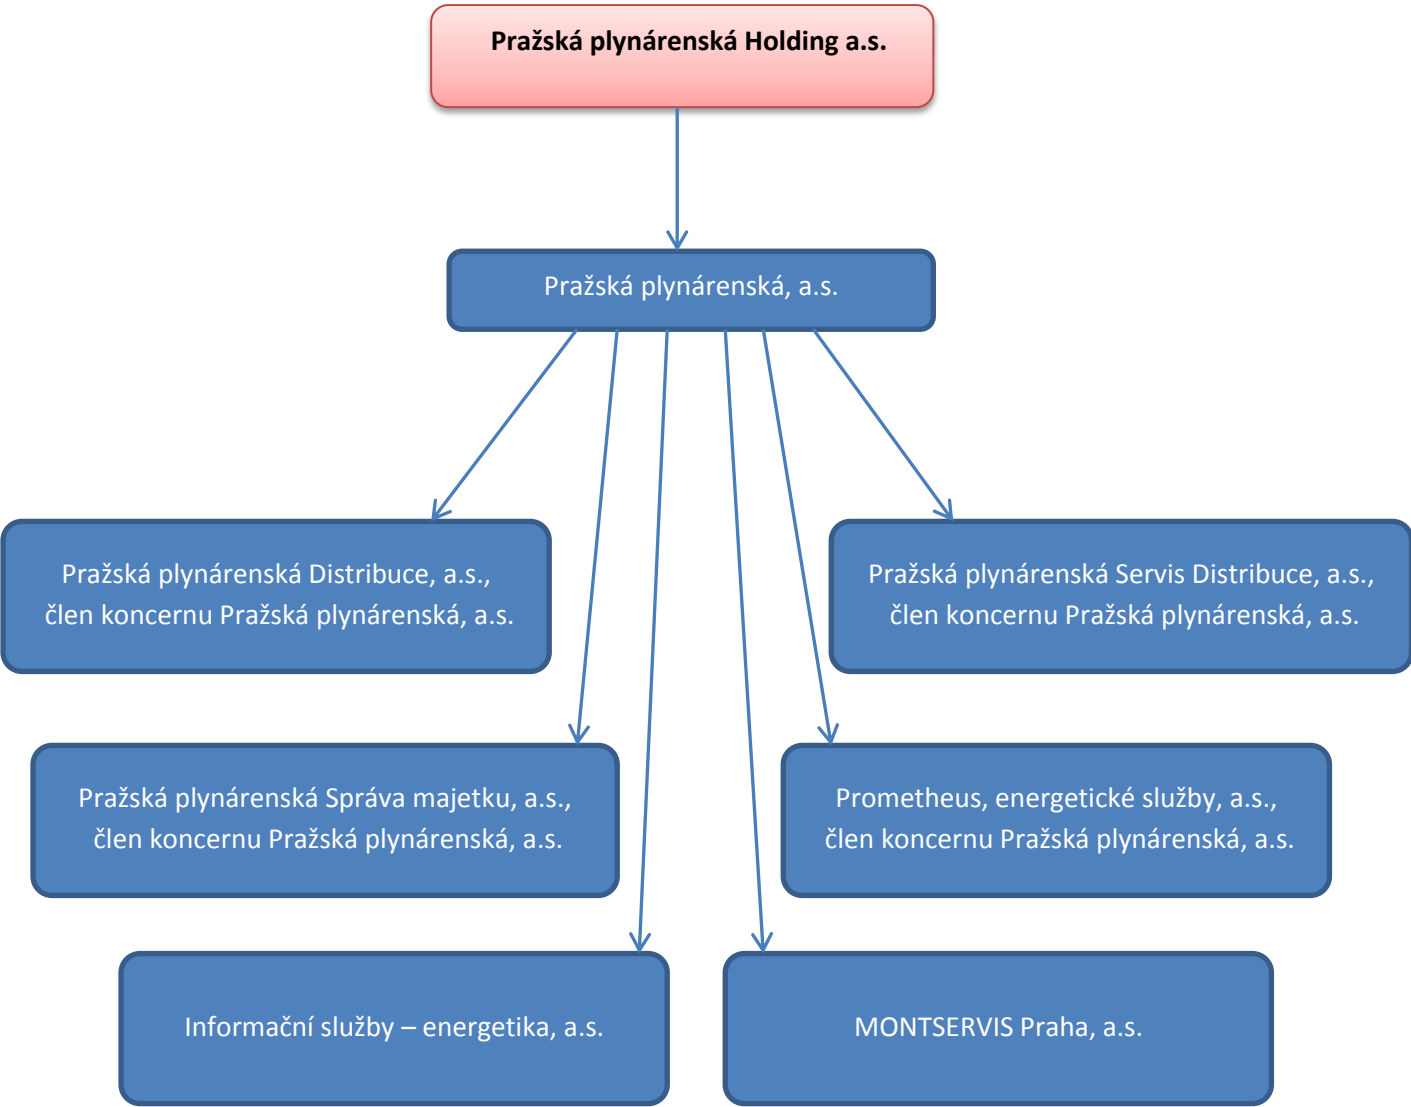 Pražská plynárenská Holding a.s.
Pražská plynárenská, a.s.
Pražská plynárenská Distribuce, a.s.,
člen koncernu Pražská plynárenská, a.s.
Pražská plynárenská Servis Distribuce, a.s.,
člen koncernu Pražská plynárenská, a.s.
Pražská plynárenská Správa majetku, a.s.,
člen koncernu Pražská plynárenská, a.s.
Prometheus, energetické služby, a.s.,
člen koncernu Pražská plynárenská, a.s.
Informační služby – energetika, a.s.
MONTSERVIS Praha, a.s.